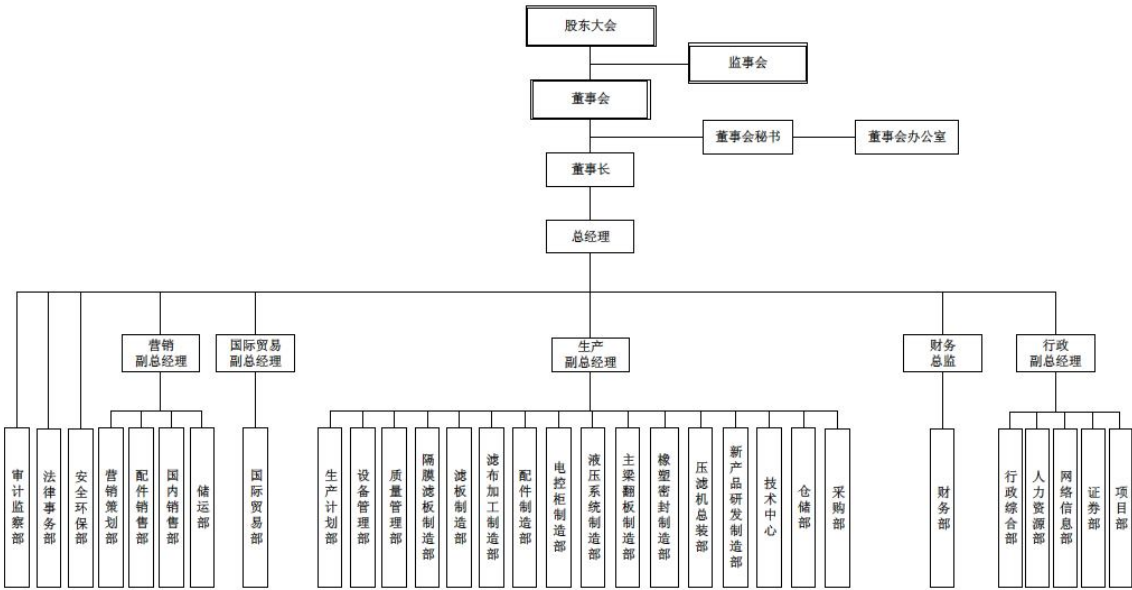 股东大会
监事会
董事会
董事会秘书
董事会办公室
董事长
总经理
营销
副总经理
国际贸易
副总经理
生产
副总经理
财务
总监
行政
副总经理
审计监察部
法律事务部
安全环保部
营销策划部
配件销售部
国内销售部
储运部
国际贸易部
生产计划部
设备管理部
质量管理部
隔膜滤板制造部
滤板制造部
滤布加工制造部
配件制造部
电控柜制造部
液压系统制造部
主梁翻板制造部
橡塑密封制造部
压滤机总装部
新产品研发制造部
技术中心
仓储部
采购部
财务部
行政综合部
人力资源部
网络信息部
证券部
项目部